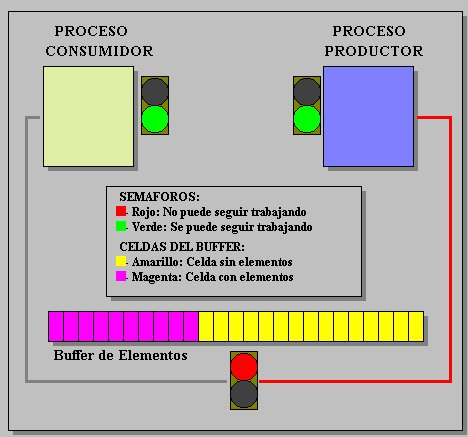 PROCESO
CONSUMIDOR
PROCESO
PRODUCTOR
SEMAFOROS:
- Rojo: No puede seguir trabajando
- Verde: Se puede seguir trabajando
CELDAS DEL BUFFER:
- Amarillo: Celda sin elementos
- Magenta: Celda con elementos
Buffer de Elementos